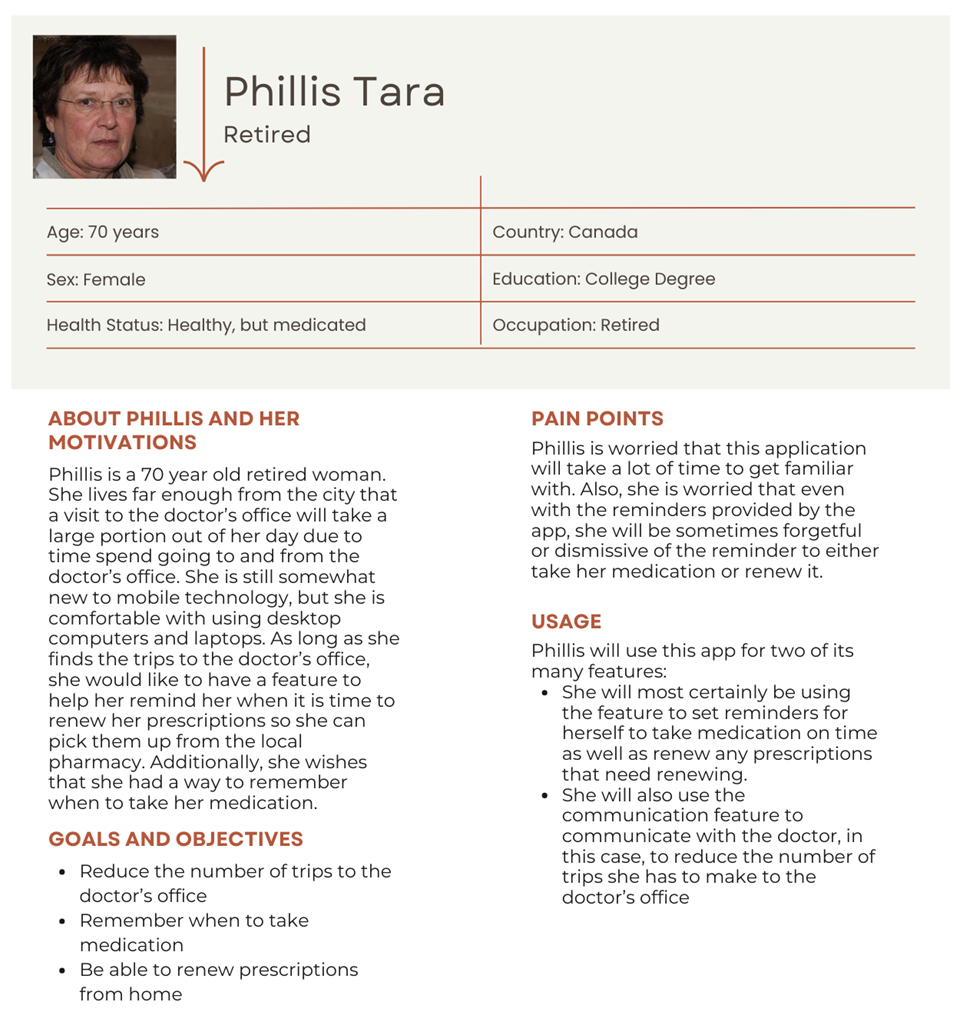 Phillis Tara
Retired
Age: 70 years
Country: Canada
Sex: Female
Education: College Degree
Health Status: Healthy, but medicated
Occupation: Retired
ABOUT PHILLIS AND HER
MOTIVATIONS
Phillis is a 70 year old retired woman.
She lives far enough from the city that
a visit to the doctor's office will take a
large portion out of her day due to
time spend going to and from the
doctor's office. She is still somewhat
new to mobile technology, but she is
comfortable with using desktop
computers and laptops. As long as she
finds the trips to the doctor's office,
she would like to have a feature to
help her remind her when it is time to
renew her prescriptions so she can
pick them up from the local
pharmacy. Additionally, she wishes
that she had a way to remember
when to take her medication.
GOALS AND OBJECTIVES
• Reduce the number of trips to the
doctor's office
• Remember when to take
medication
• Be able to renew prescriptions
from home
PAIN POINTS
Phillis is worried that this application
will take a lot of time to get familiar
with. Also, she is worried that even
with the reminders provided by the
app, she will be sometimes forgetful
or dismissive of the reminder to either
take her medication or renew it.
USAGE
Phillis will use this app for two of its
many features:
• She will most certainly be using
the feature to set reminders for
herself to take medication on time
as well as renew any prescriptions
that need renewing.
• She will also use the
communication feature to
communicate with the doctor, in
this case, to reduce the number of
trips she has to make to the
doctor's office